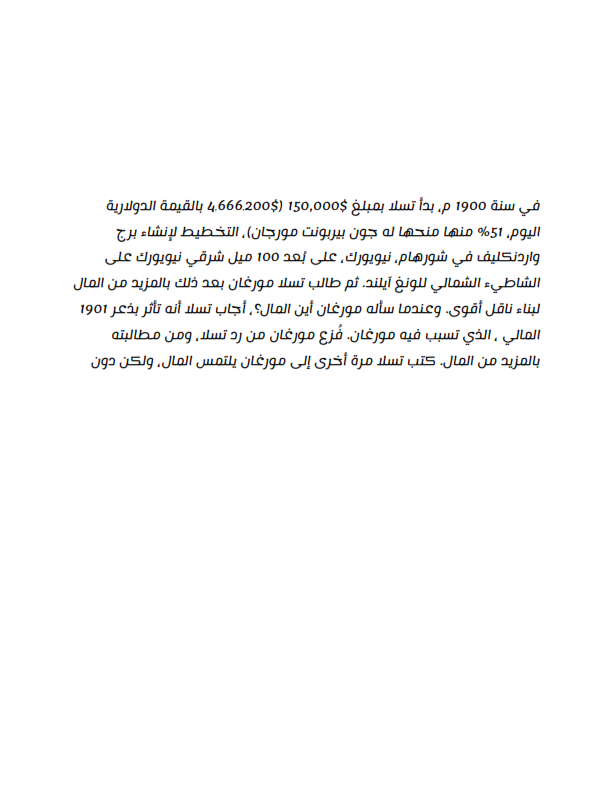 في سنة 1900 م، بدأ تسلا بمبلغ $150,000 ($4.666.200 بالقيمة الدولارية
اليوم، 51% منها منحها له جون بيربونت مورجان)، التخطيط لإنشاء برج
واردنكليف في شورهام، نيويورك، على بُعد 100 ميل شرقي نيويورك على
الشاطيء الشمالي للونغ آيلند. ثم طالب تسلا مورغان بعد ذلك بالمزيد من المال
لبناء ناقل أقوى. وعندما سأله مورغان أين المال؟، أجاب تسلا أنه تأثر بذعر 1901
المالي ، الذي تسبب فيه مورغان. فُزع مورغان من رد تسلا، ومن مطالبته
بالمزيد من المال. كتب تسلا مرة أخرى إلى مورغان يلتمس المال، ولكن دون